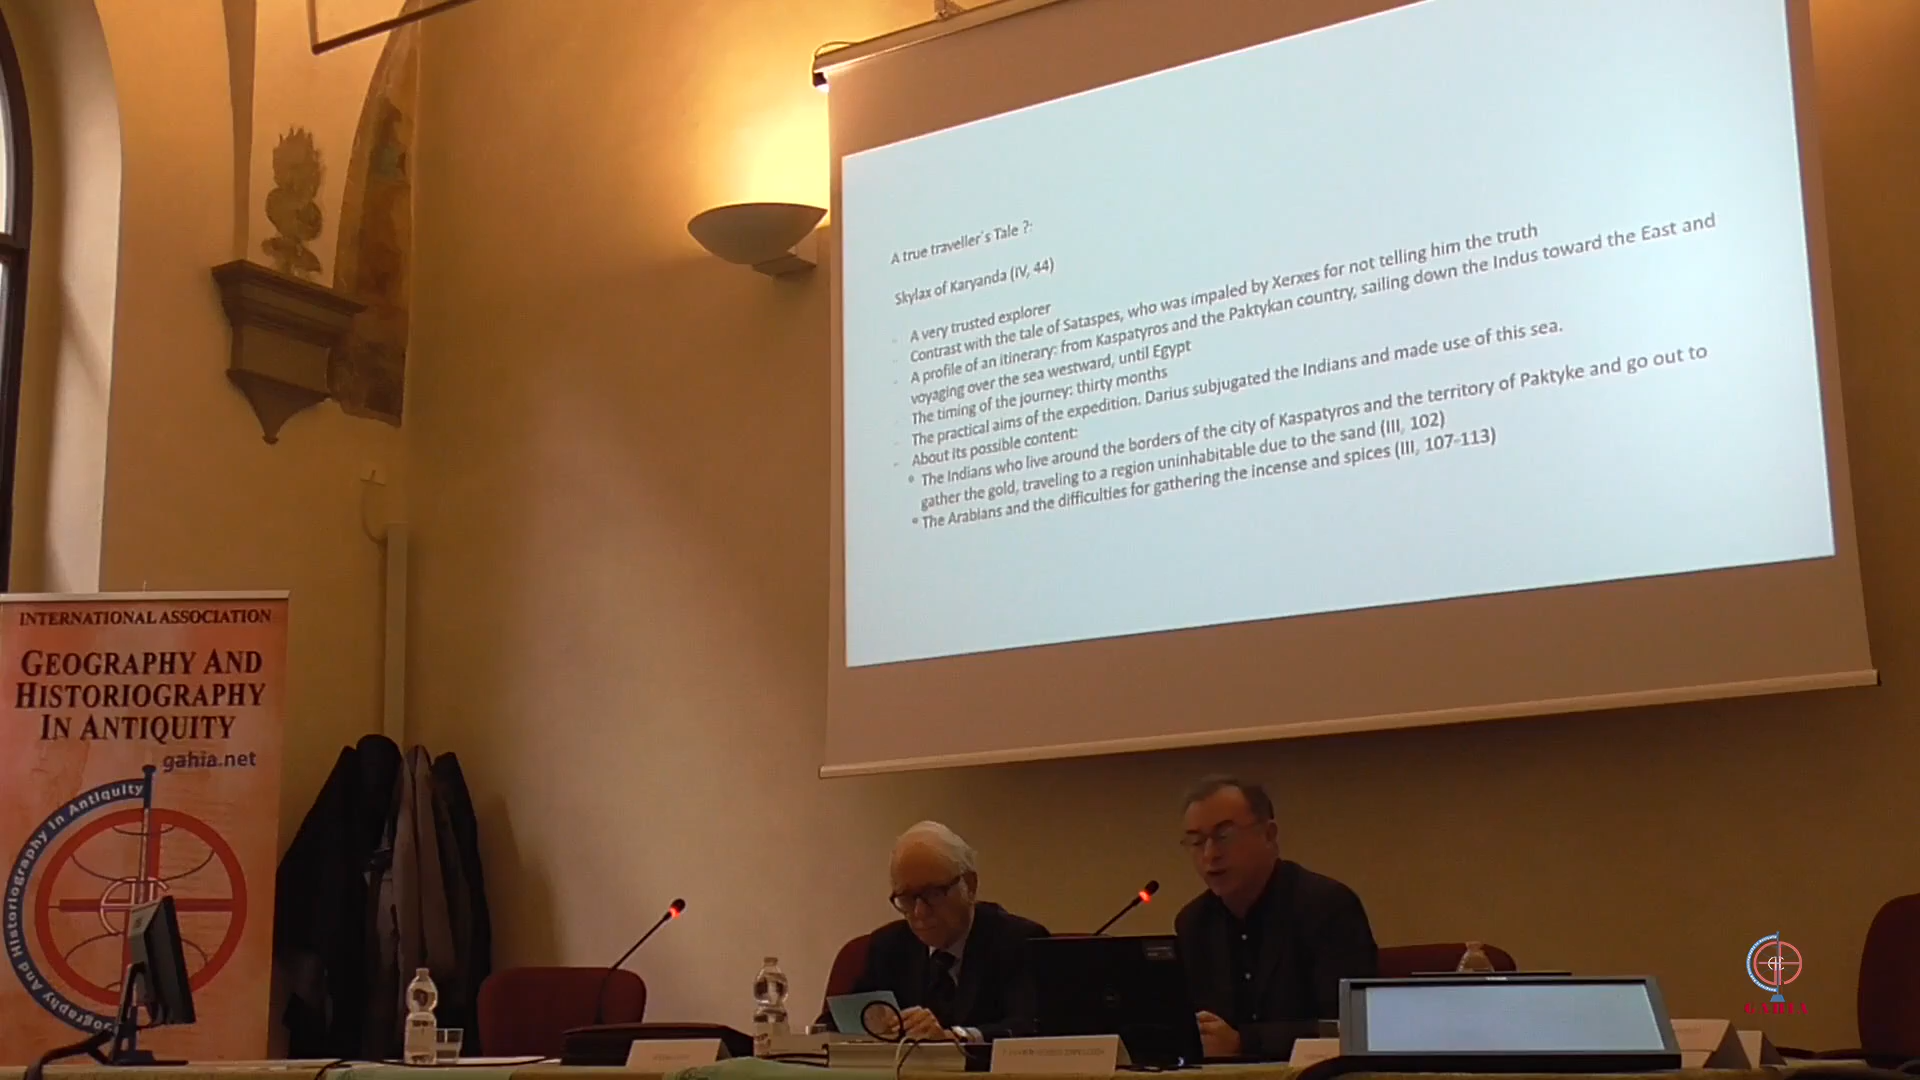 A true traveller's Tale ?:
Skylax of Karyanda (IV, 44)
- A very trusted explorer
- Contrast with the tale of Sataspes, who was impaled by Xerxes for not telling him the truth
- A profile of an itinerary: from Kaspatyros and the Paktykan country, sailing down the Indus toward the East and
voyaging over the sea westward, until Egypt
- The timing of the journey: thirty months
- The practical aims of the expedition. Darius subjugated the Indians and made use of this sea.
- About its possible content:
• The Indians who live around the borders of the city of Kaspatyros and the territory of Paktyke and go out to
gather the gold, traveling to a region uninhabitable due to the sand (III, 102)
• The Arabians and the difficulties for gathering the incense and spices (III, 107-113)
INTERNATIONAL ASSOCIATION
GEOGRAPHY AND
HISTORIOGRAPHY
IN ANTIQUITY
gahia.net
Geography And Historiography In Antiquity
GAHIA